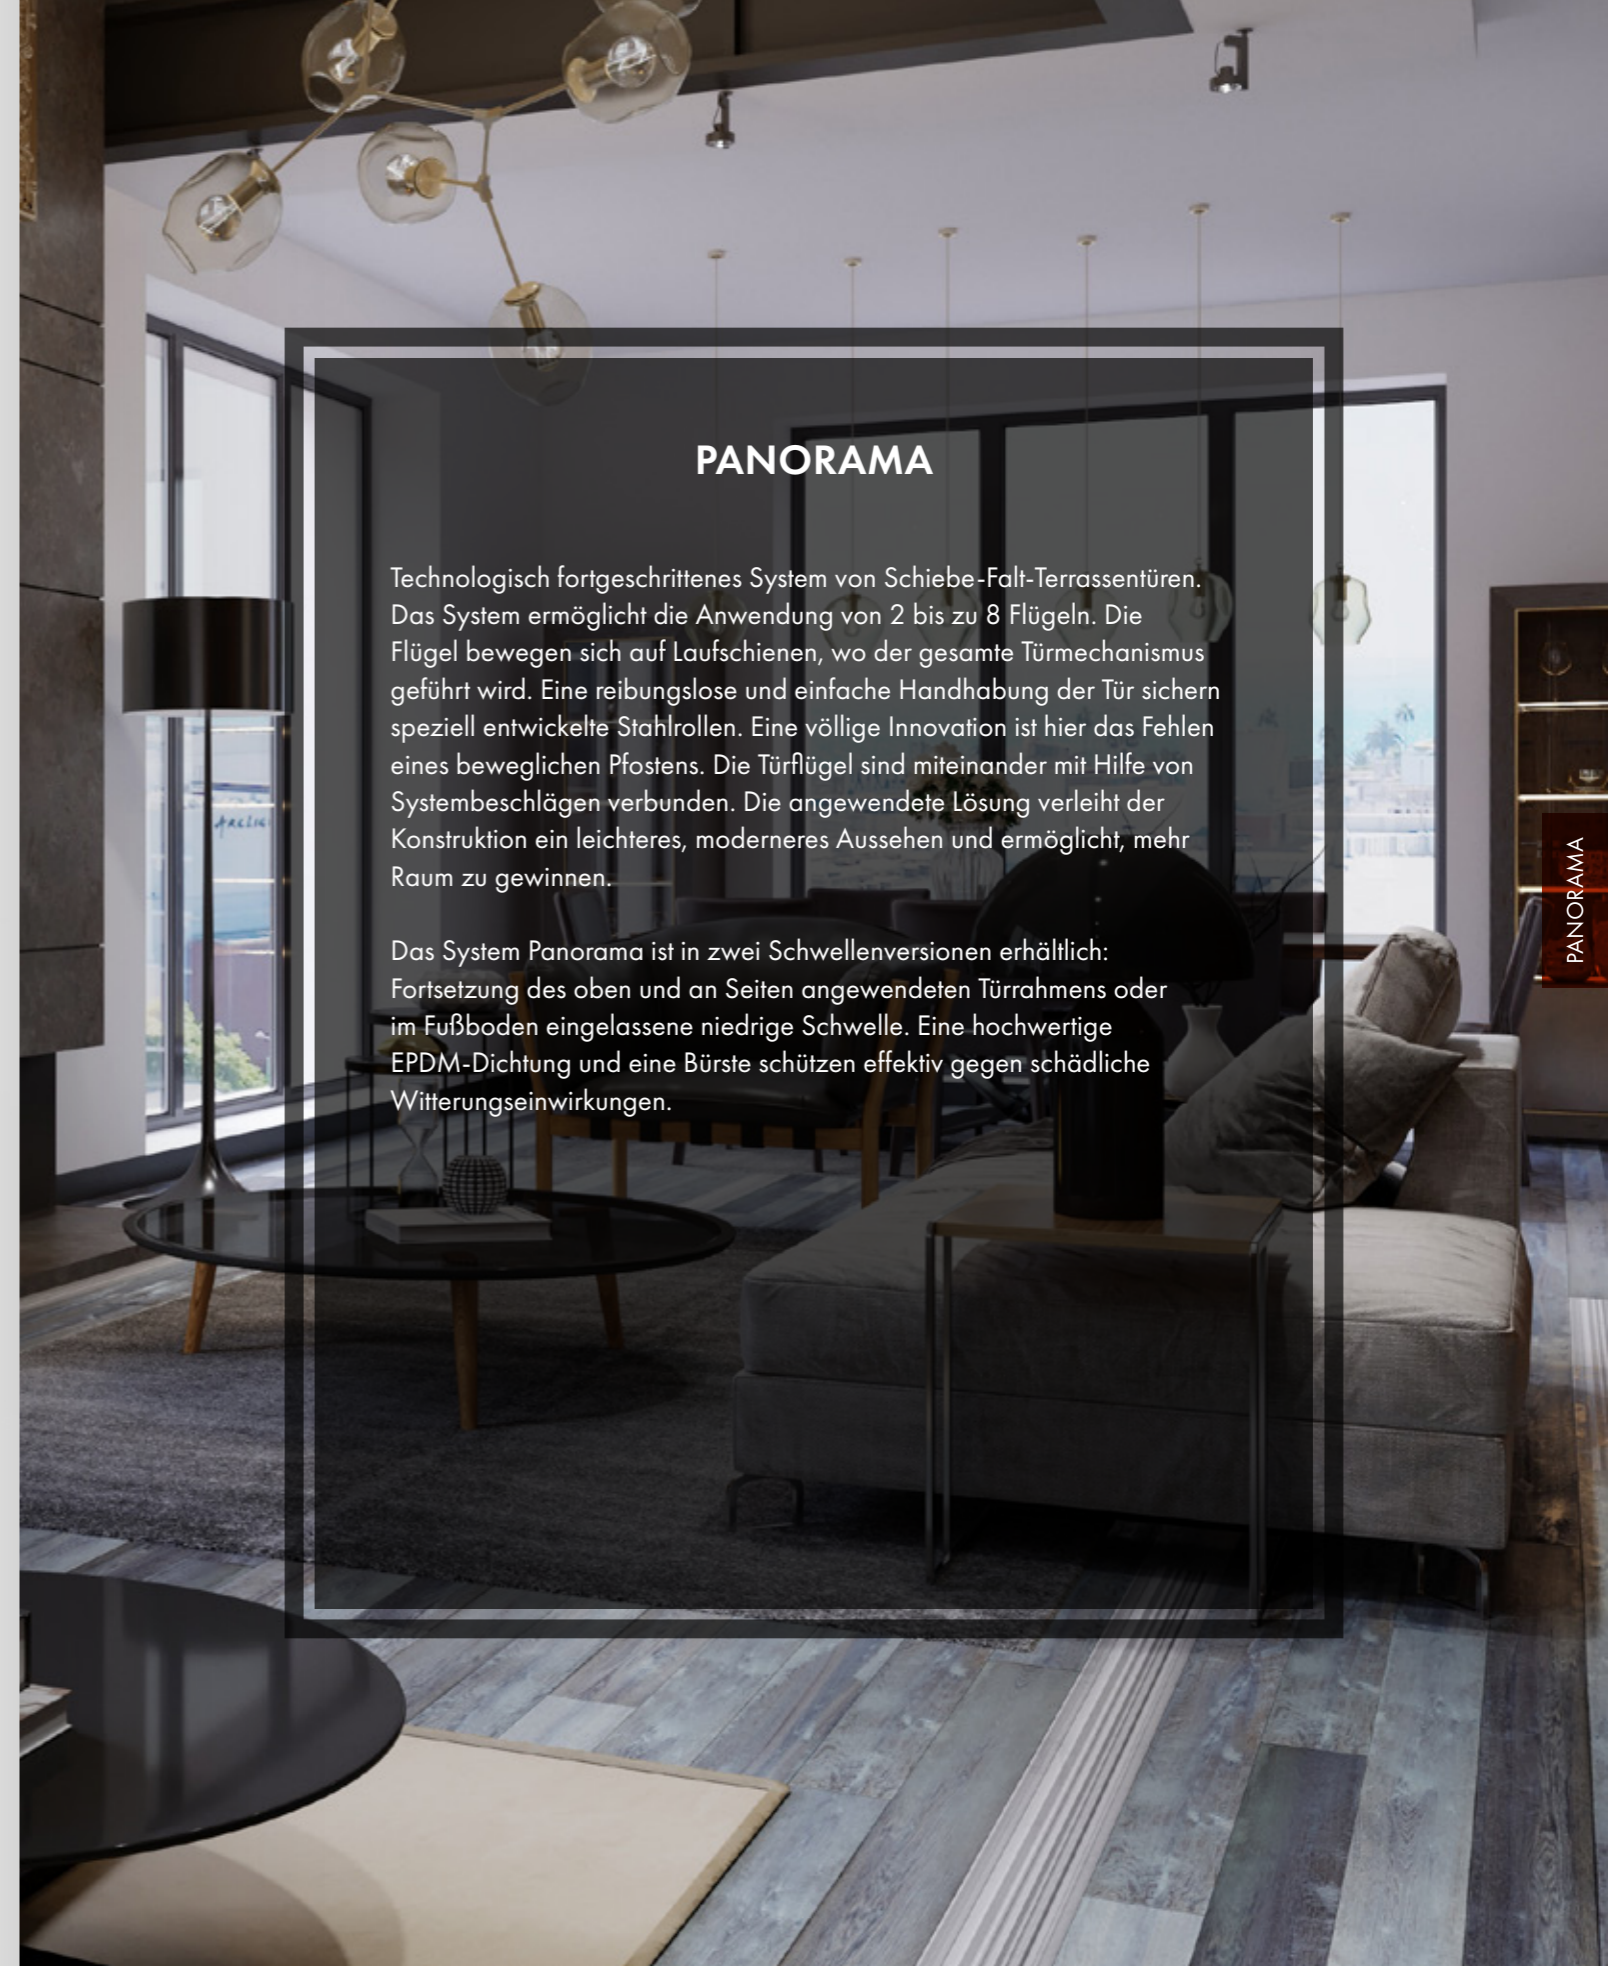 PANORAMA
Technologisch fortgeschrittenes System von Schiebe-Falt-Terrassentüren.
Das System ermöglicht die Anwendung von 2 bis zu 8 Flügeln. Die
Flügel bewegen sich auf Laufschienen, wo der gesamte Türmechanismus
geführt wird. Eine reibungslose und einfache Handhabung der Tür sichern
speziell entwickelte Stahlrollen. Eine völlige Innovation ist hier das Fehlen
eines beweglichen Pfostens. Die Türflügel sind miteinander mit Hilfe von
Systembeschlägen verbunden. Die angewendete Lösung verleiht der
Konstruktion ein leichteres, moderneres Aussehen und ermöglicht, mehr
Raum zu gewinnen.
Das System Panorama ist in zwei Schwellenversionen erhältlich:
Fortsetzung des oben und an Seiten angewendeten Türrahmens oder
im Fußboden eingelassene niedrige Schwelle. Eine hochwertige
EPDM-Dichtung und eine Bürste schützen effektiv gegen schädliche
Witterungseinwirkungen.
PANORAMA